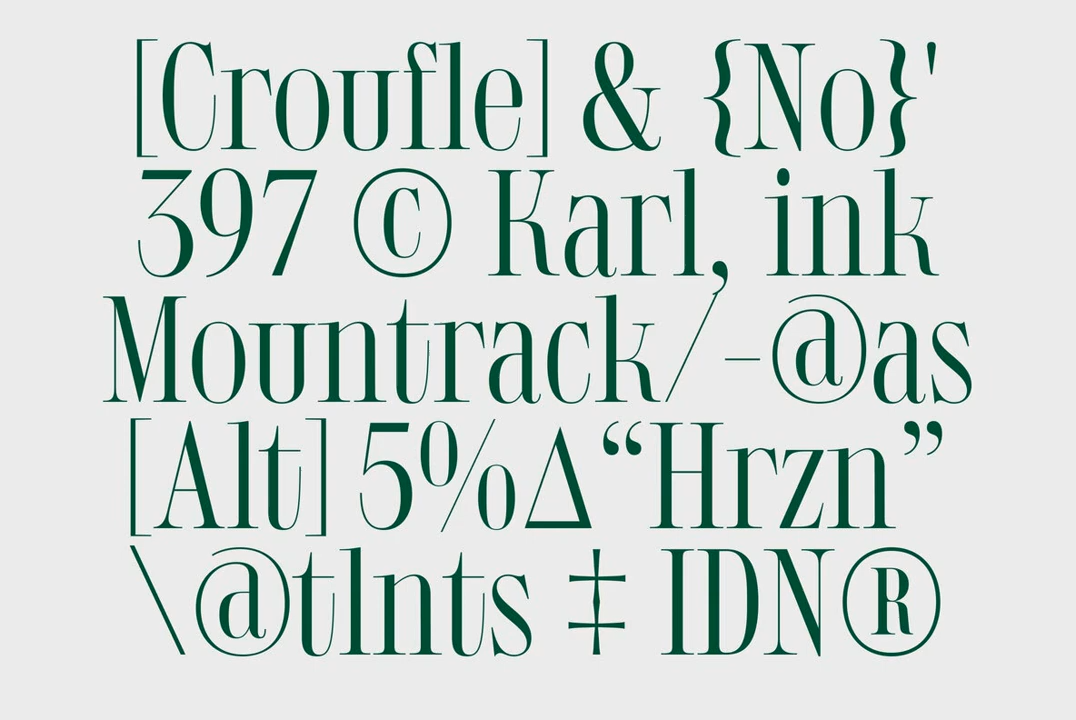 [Croufle] & {No}'
397 © Karl, ink
Mountrack/-@as
[Alt] 5%∆“Hrzn”
\@tlnts ‡ IDN®